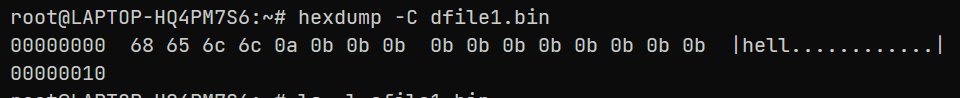 root@LAPTOP-HQ4PM7S6:~# hexdump -C dfile1.bin
00000000  68 65 6c 6c 0a 0b 0b 0b  0b 0b 0b 0b 0b 0b 0b 0b  |hell............|
00000010